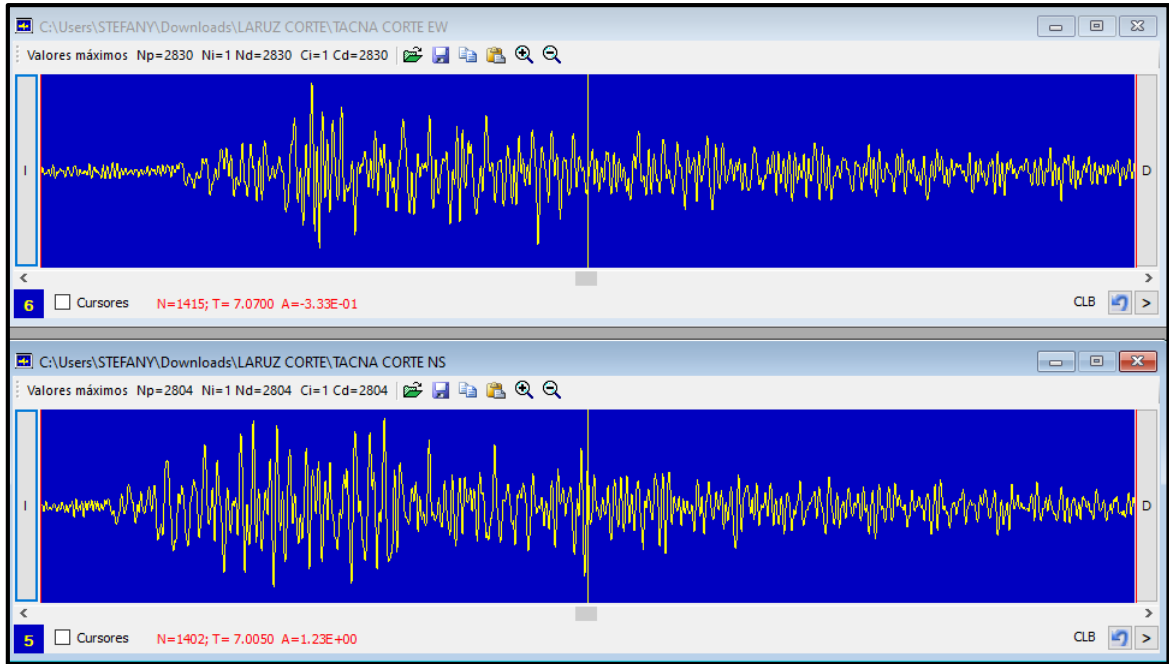 C:\Users\STEFANY\Downloads\LARUZ CORTE\TACNA CORTE EW
Valores máximos Np=2830 Ni=1 Nd=2830 Ci=1 Cd=2830
I
D
6 Cursores N=1415; T= 7.0700 A=-3.33E-01 CLB >
C:\Users\STEFANY\Downloads\LARUZ CORTE\TACNA CORTE NS
Valores máximos Np=2804 Ni=1 Nd=2804 Ci=1 Cd=2804
I
D
5 Cursores N=1402; T= 7.0050 A=1.23E+00 CLB >